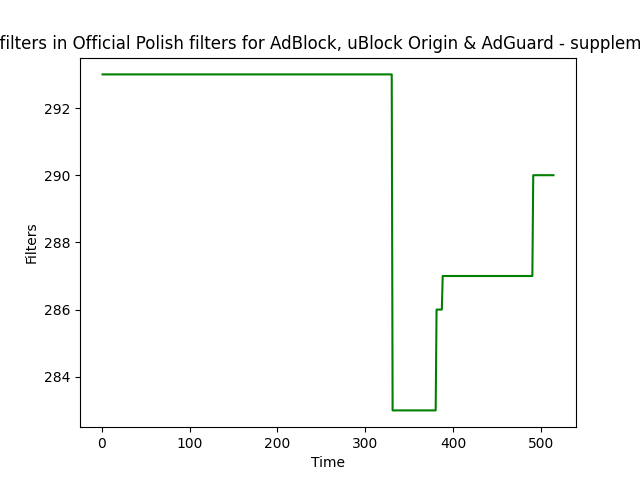 filters in Official Polish filters for AdBlock, uBlock Origin & AdGuard - supplem
292
290
288
286
284
Filters
0 100 200 300 400 500
Time